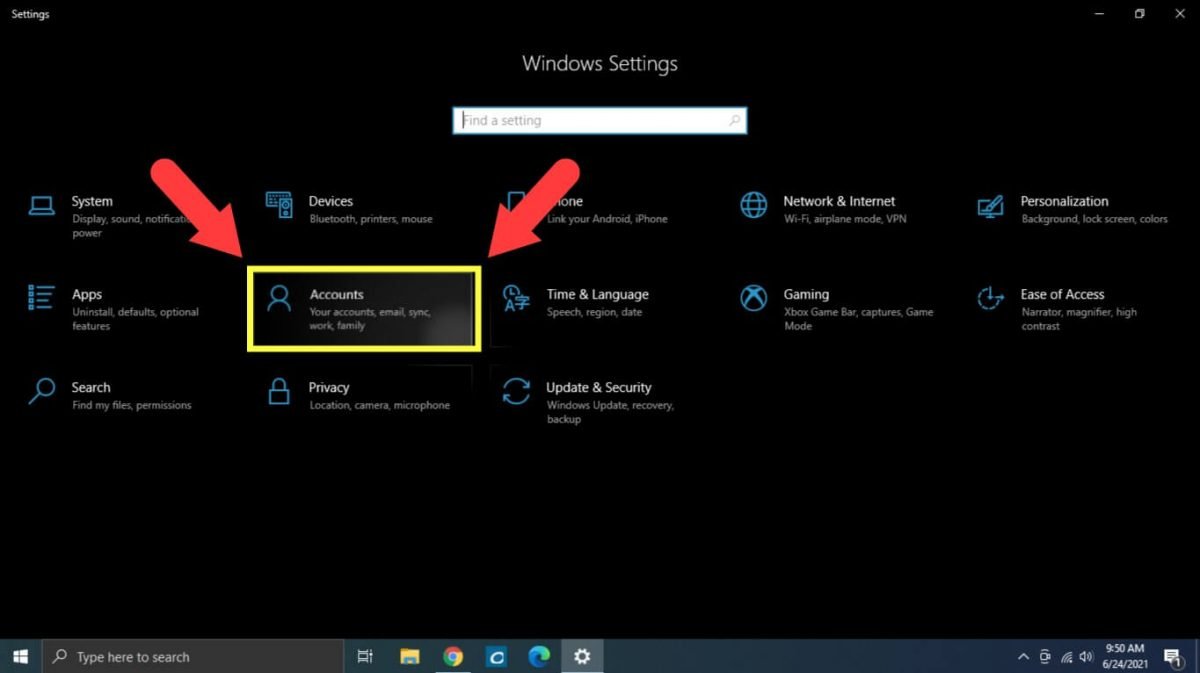 Settings
Windows Settings
Find a setting
System
Display, sound, notificatio
power
Devices
Bluetooth, printers, mouse
hone
Link your Android, iPhone
Network & Internet
Wi-Fi, airplane mode, VPN
Personalization
Background, lock screen, colors
Apps
Uninstall, defaults, optional
features
Accounts
Your accounts, email, sync,
work, family
Time & Language
Speech, region, date
Gaming
Xbox Game Bar, captures, Game
Mode
Ease of Access
Narrator, magnifier, high
contrast
Search
Find my files, permissions
Privacy
Location, camera, microphone
Update & Security
Windows Update, recovery,
backup
Type here to search
9:50 AM
6/24/2021
1